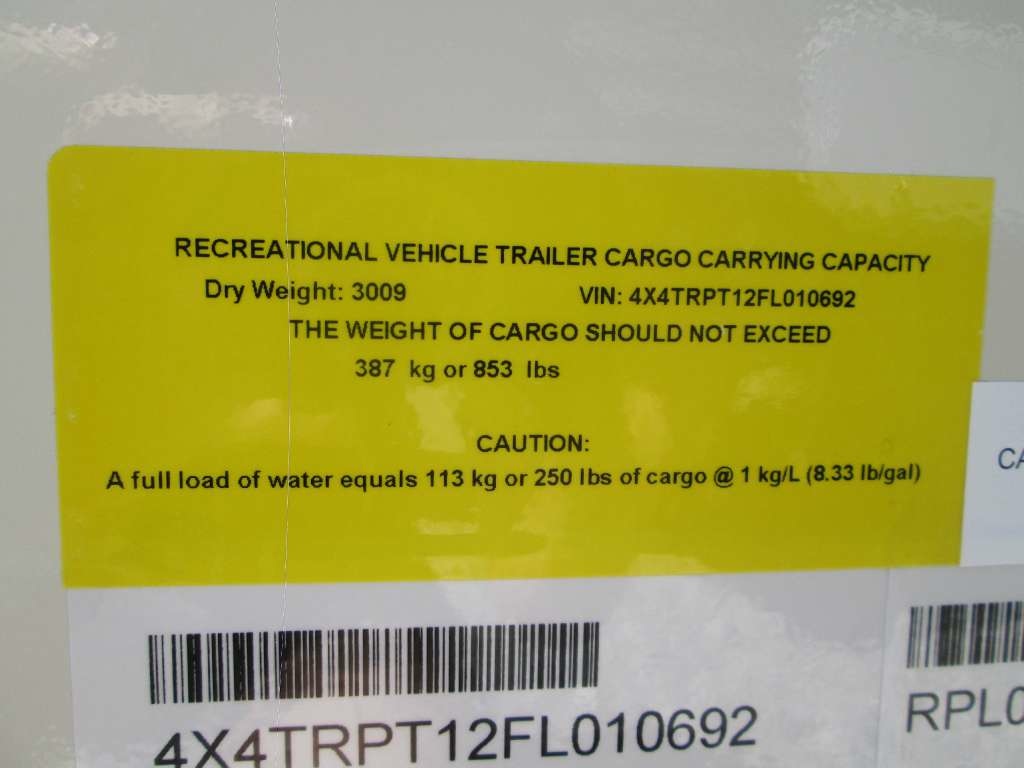 RECREATIONAL VEHICLE TRAILER CARGO CARRYING CAPACITY
Dry Weight: 3009 VIN: 4X4TRPT12FL010692
THE WEIGHT OF CARGO SHOULD NOT EXCEED
387 kg or 853 lbs
CAUTION:
A full load of water equals 113 kg or 250 lbs of cargo @ 1 kg/L (8.33 lb/gal)
CA
4X4TRPT12FL010692
RPL0